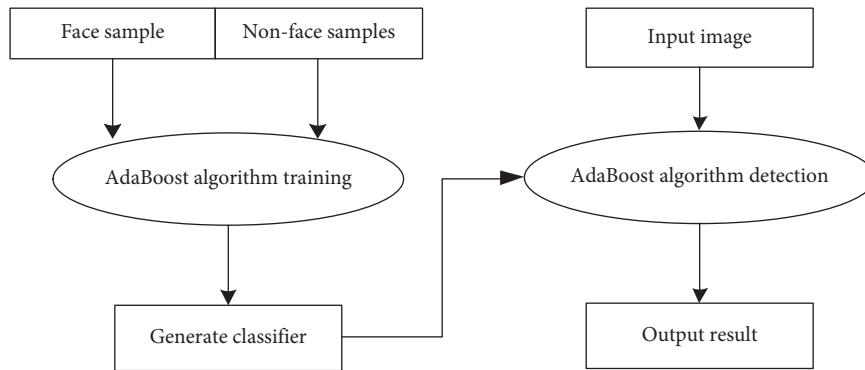 Face sample
Non-face samples
AdaBoost algorithm training
Generate classifier
Input image
AdaBoost algorithm detection
Output result